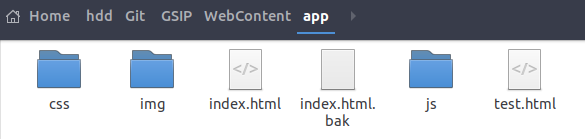 Home hdd Git GSIP WebContent app
</> </>
css img index.html index.html. js test.html
bak